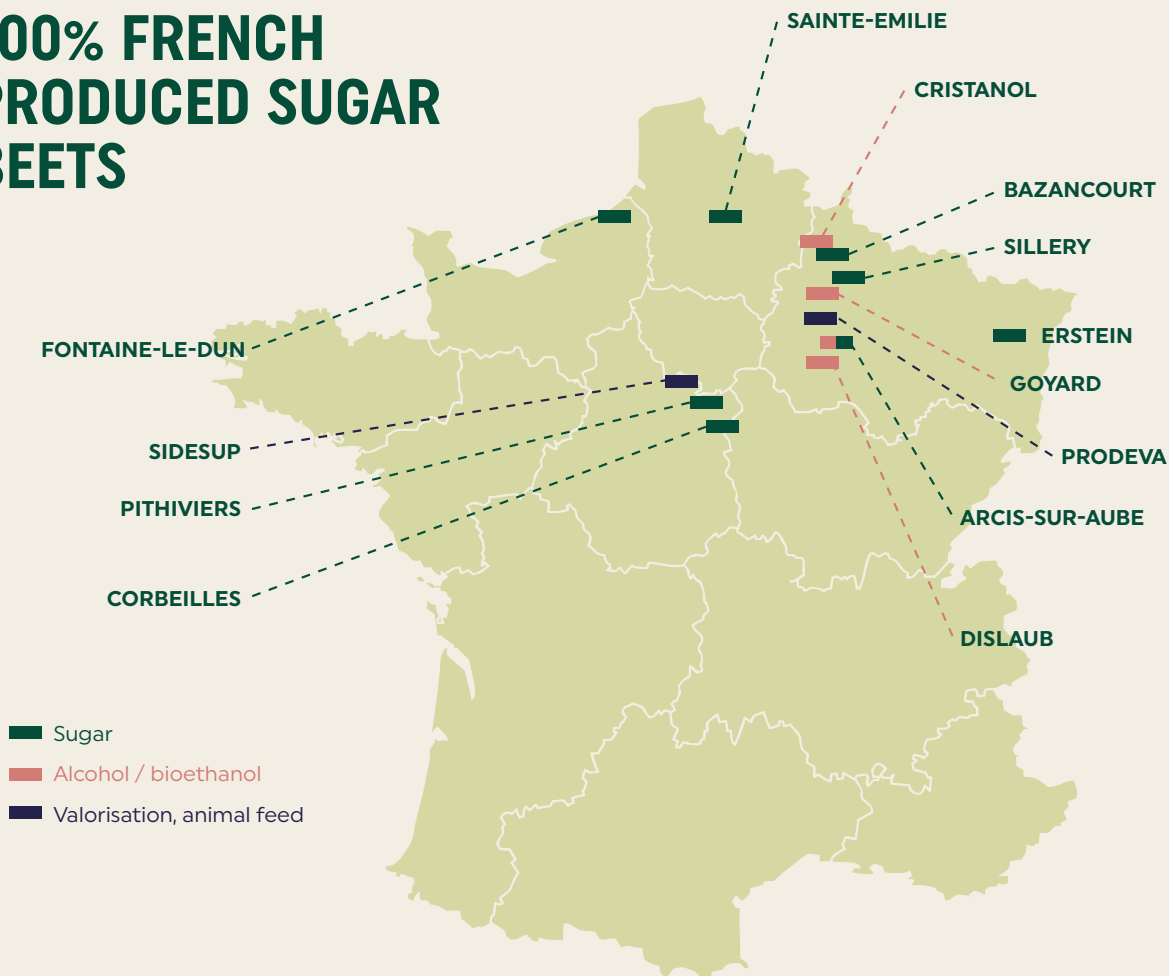 00% FRENCH
PRODUCED SUGAR
BEETS
SAINTE-EMILIE
CRISTANOL
BAZANCOURT
SILLERY
ERSTEIN
FONTAINE-LE-DUN
GOYARD
SIDESUP
PRODEVA
PITHIVIERS
ARCIS-SUR-AUBE
CORBEILLES
DISLAUB
Sugar
Alcohol / bioethanol
Valorisation, animal feed